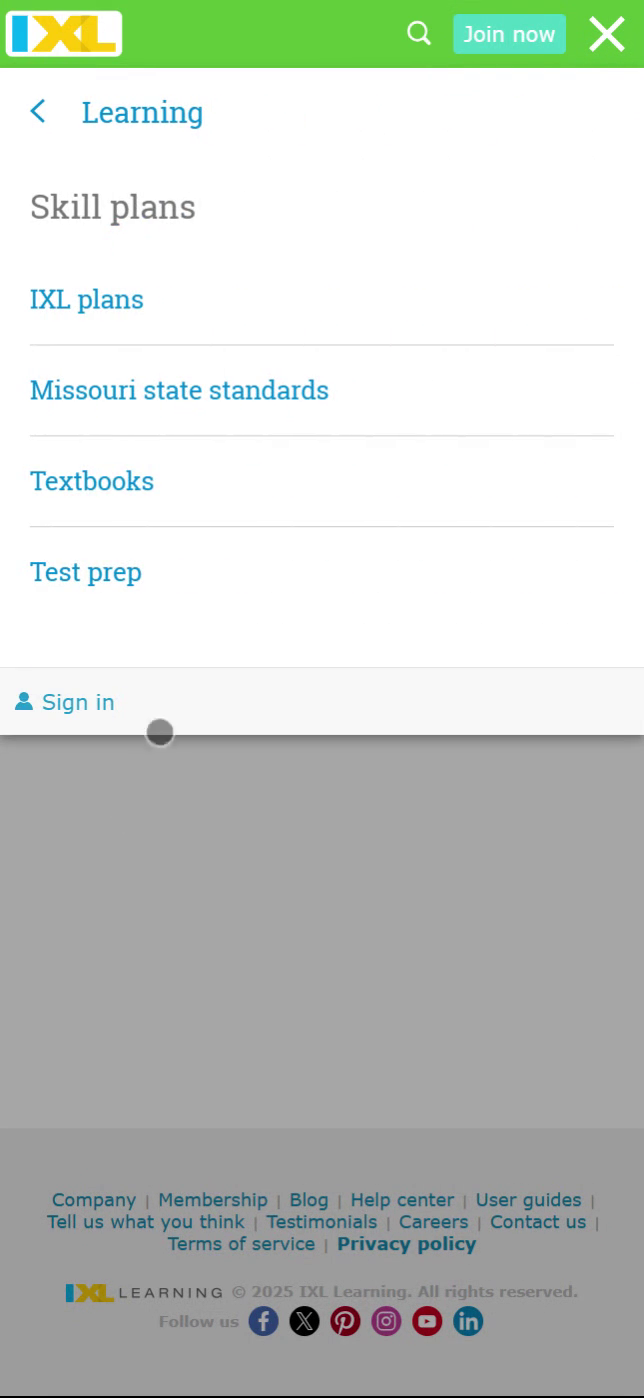 IXL
Join now
Learning
Skill plans
IXL plans
Missouri state standards
Textbooks
Test prep
Sign in
Company | Membership | Blog | Help center | User guides |
Tell us what you think | Testimonials | Careers | Contact us |
Terms of service | Privacy policy
IXL LEARNING © 2025 IXL Learning. All rights reserved.
Follow us